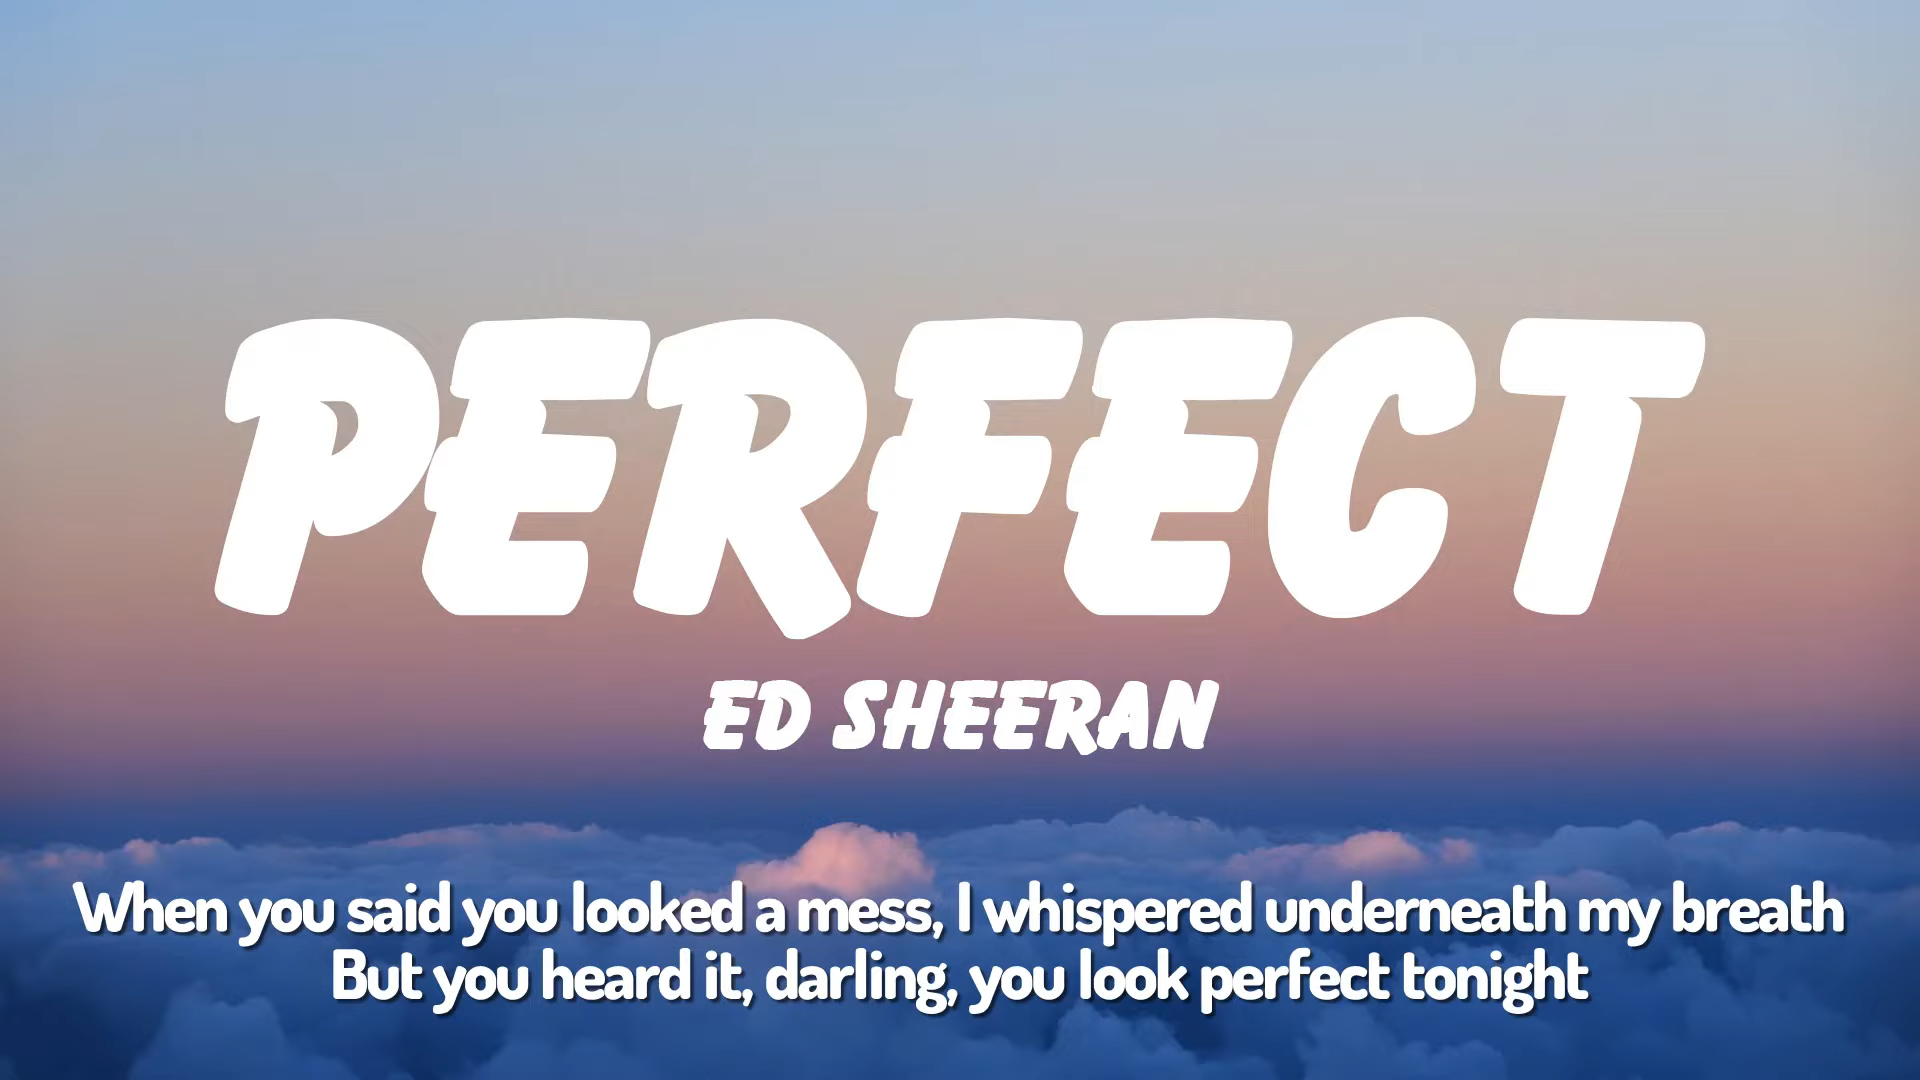 PERFECT
ED SHEERAN
When you said you looked a mess, I whispered underneath my breath
But you heard it, darling, you look perfect tonight